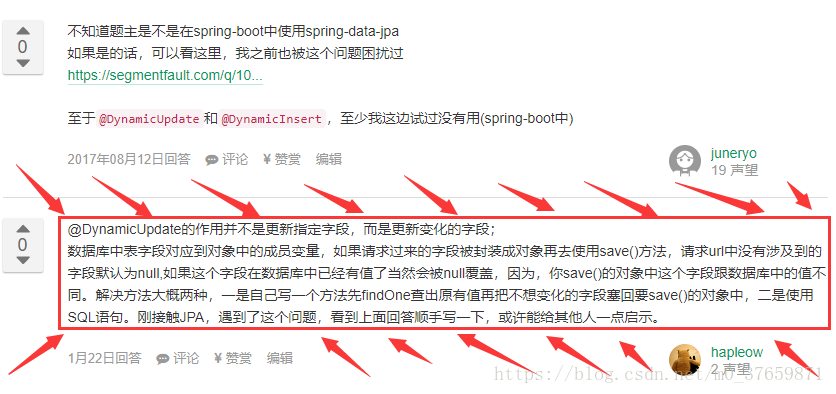 不知道题主是不是在spring-boot中使用spring-data-jpa
0
如果是的话，可以看这里，我之前也被这个问题困扰过
https://segmentfault.com/q/10...
至于 @DynamicUpdate 和 @DynamicInsert ，至少我这边试过没有用(spring-boot中)
2017年08月12日回答 评论 ¥ 赞赏 编辑
juneryo
19 声望
@DynamicUpdate的作用并不是更新指定字段，而是更新变化的字段；
0
数据库中表字段对应到对象中的成员变量，如果请求过来的字段被封装成对象再去使用save()方法，请求url中没有涉及到的
字段默认为null,如果这个字段在数据库中已经有值了当然会被null覆盖，因为，你save()的对象中这个字段跟数据库中的值不
同。解决方法大概两种，一是自己写一个方法先findOne查出原有值再把不想变化的字段塞回要save()的对象中，二是使用
SQL语句。刚接触JPA，遇到了这个问题，看到上面回答顺手写一下，或许能给其他人一点启示。
1月22日回答 评论 ¥ 赞赏 编辑
hapleow
2 声望
https://blog.csdn.net/m0_37659871